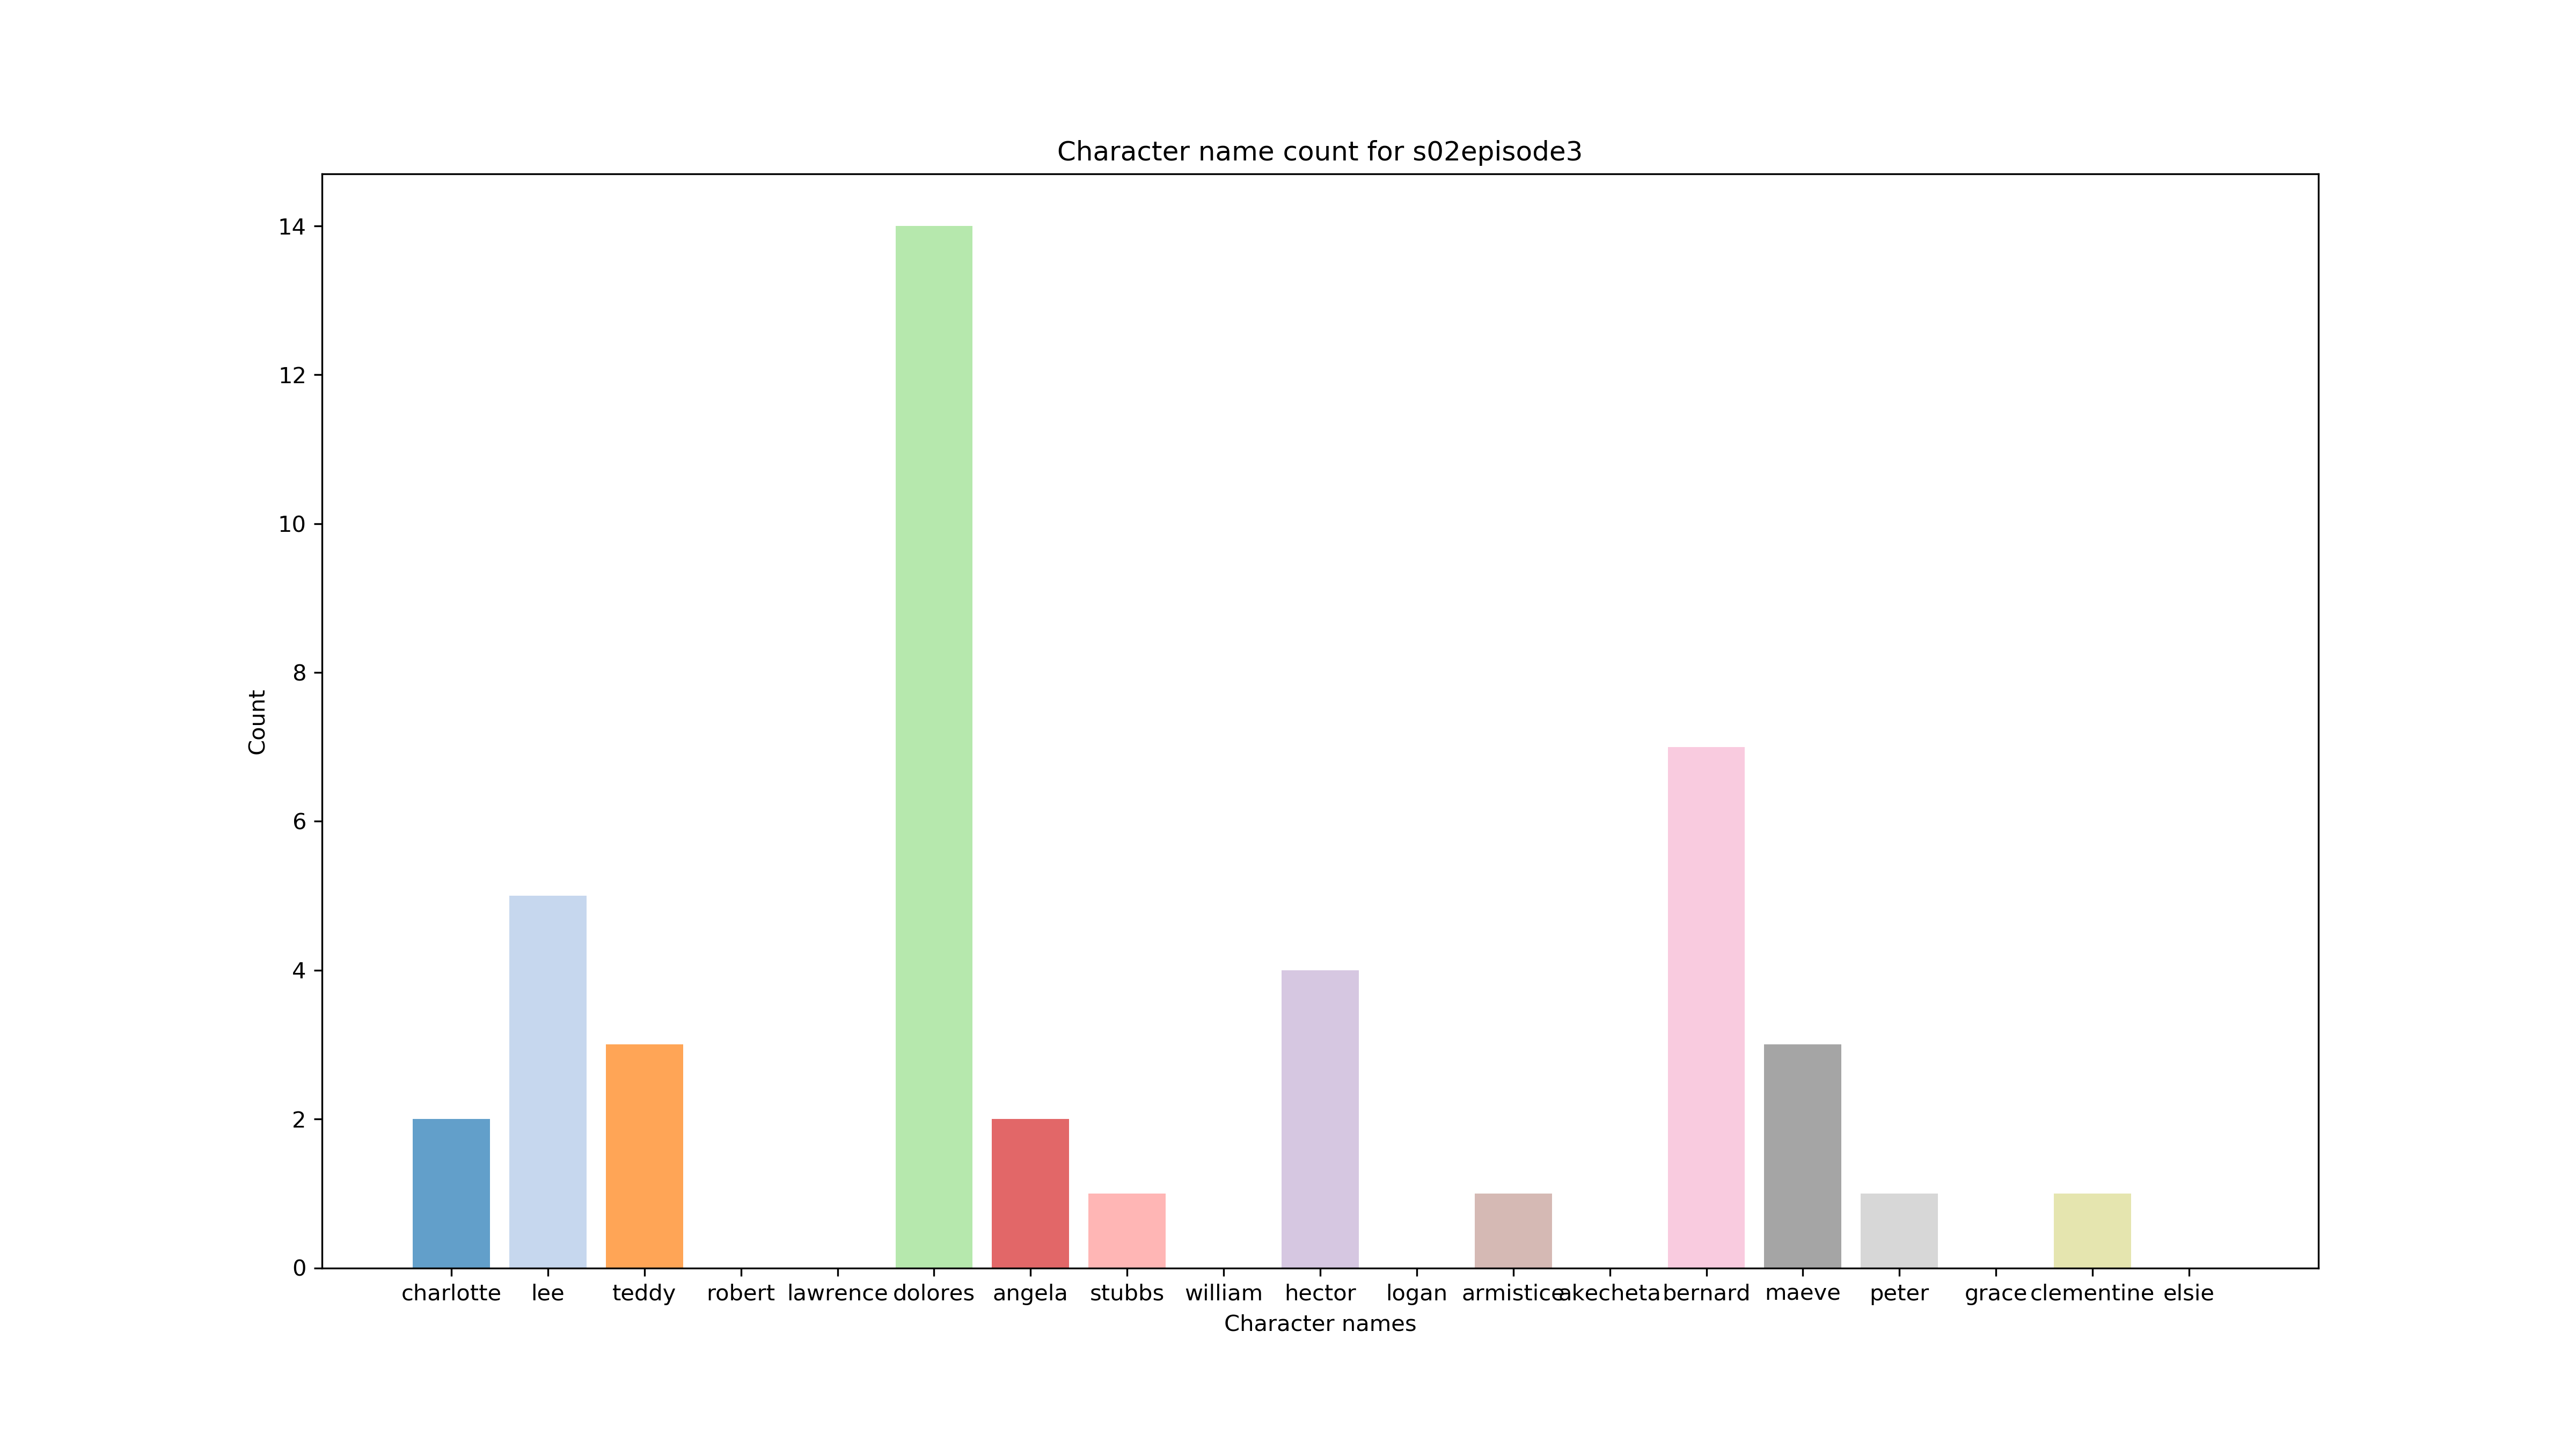 Character name count for s02episode3
Count
14
12
10
8
6
4
2
0
charlotte lee teddy robert lawrence dolores angela stubbs william hector logan armistice akecheta bernard maeve peter grace clementine elsie
Character names